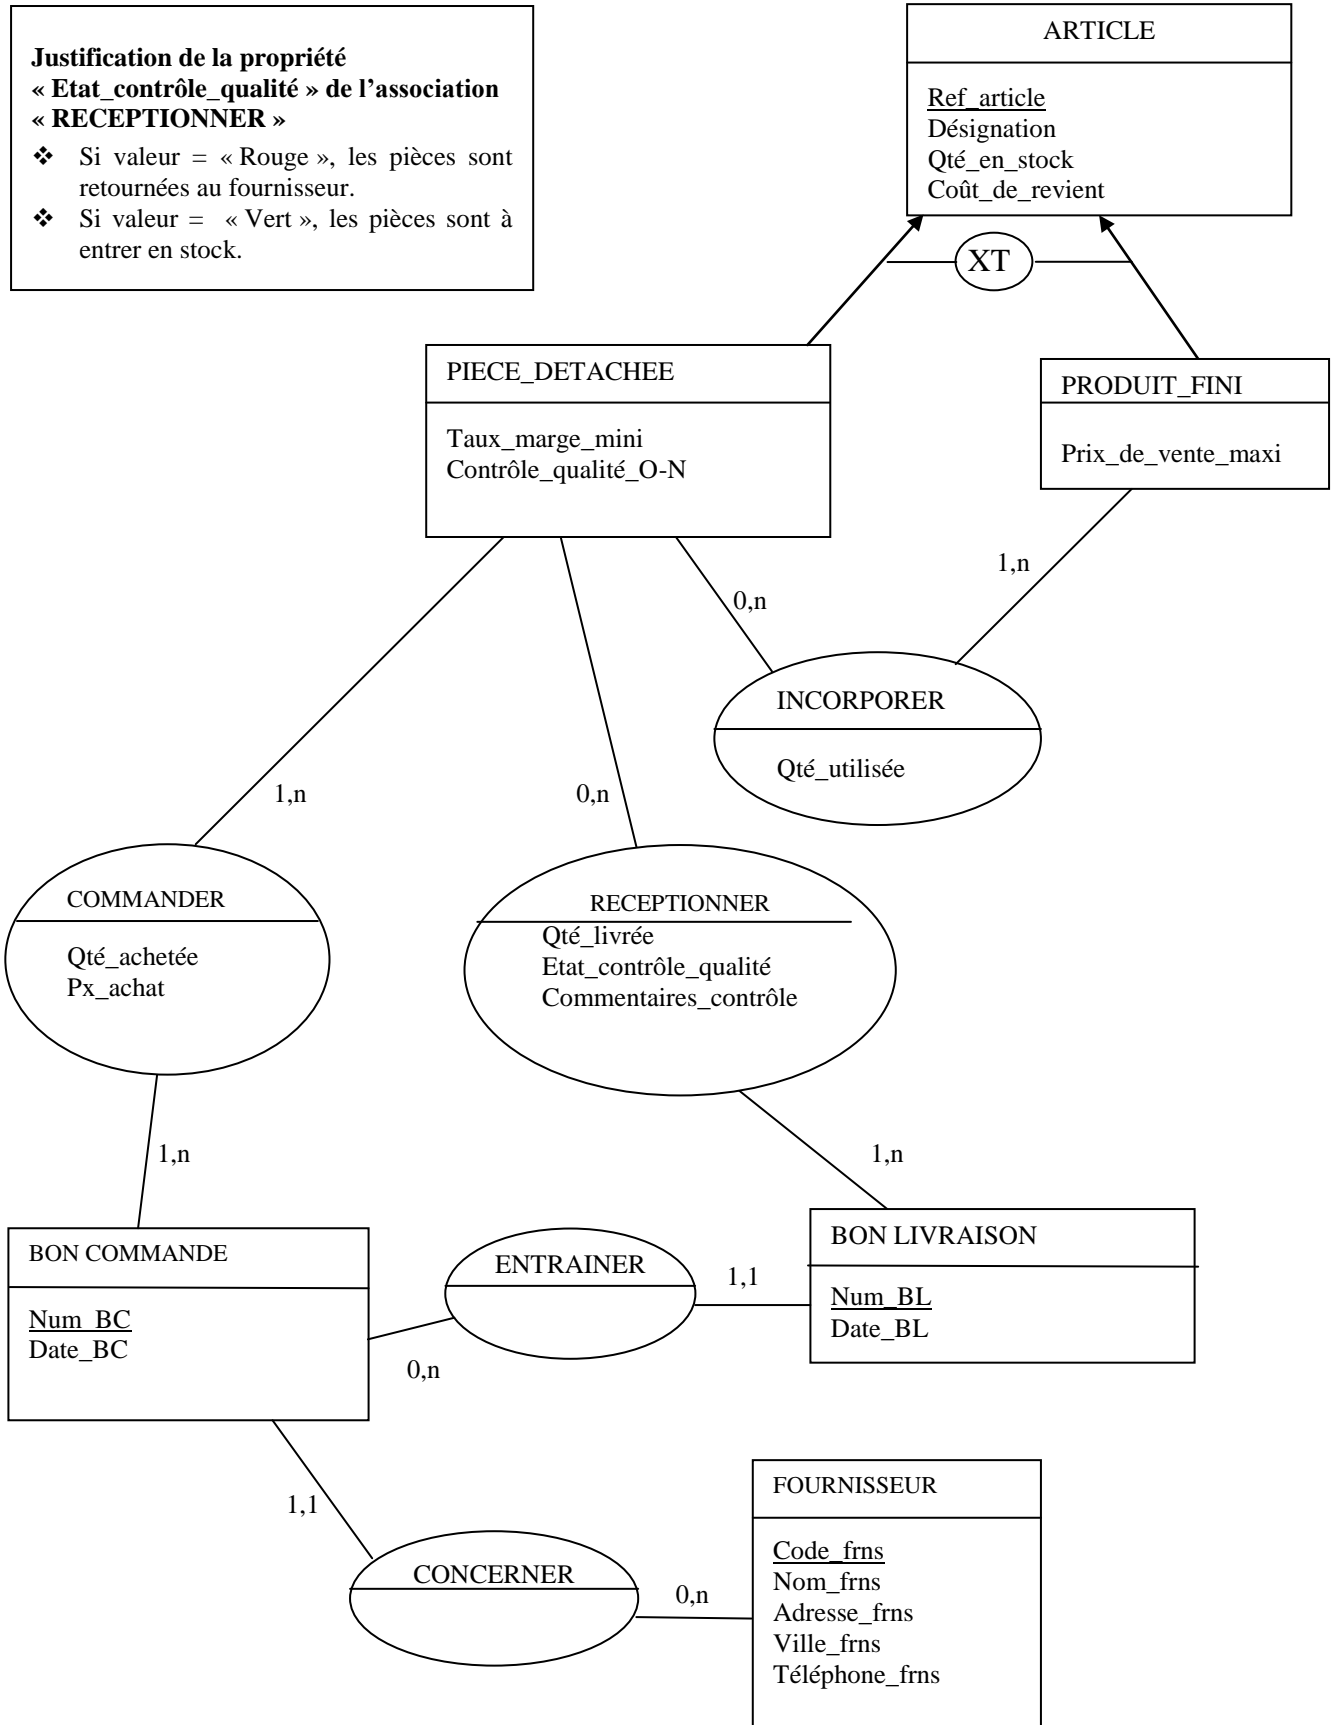 Justification de la propriété
« Etat_contrôle_qualité » de l’association
« RECEPTIONNER »
❖ Si valeur = « Rouge », les pièces sont
retournées au fournisseur.
❖ Si valeur = « Vert », les pièces sont à
entrer en stock.
ARTICLE
Ref_article
Désignation
Qté_en_stock
Coût_de_revient
XT
PIECE_DETACHEE
Taux_marge_mini
Contrôle_qualité_O-N
PRODUIT_FINI
Prix_de_vente_maxi
1,n
0,n
INCORPORER
Qté_utilisée
1,n
0,n
COMMANDER
Qté_achetée
Px_achat
RECEPTIONNER
Qté_livrée
Etat_contrôle_qualité
Commentaires_contrôle
1,n
1,n
BON COMMANDE
Num_BC
Date_BC
ENTRAINER
1,1
0,n
BON LIVRAISON
Num_BL
Date_BL
1,1
CONCERNER
0,n
FOURNISSEUR
Code_frns
Nom_frns
Adresse_frns
Ville_frns
Téléphone_frns